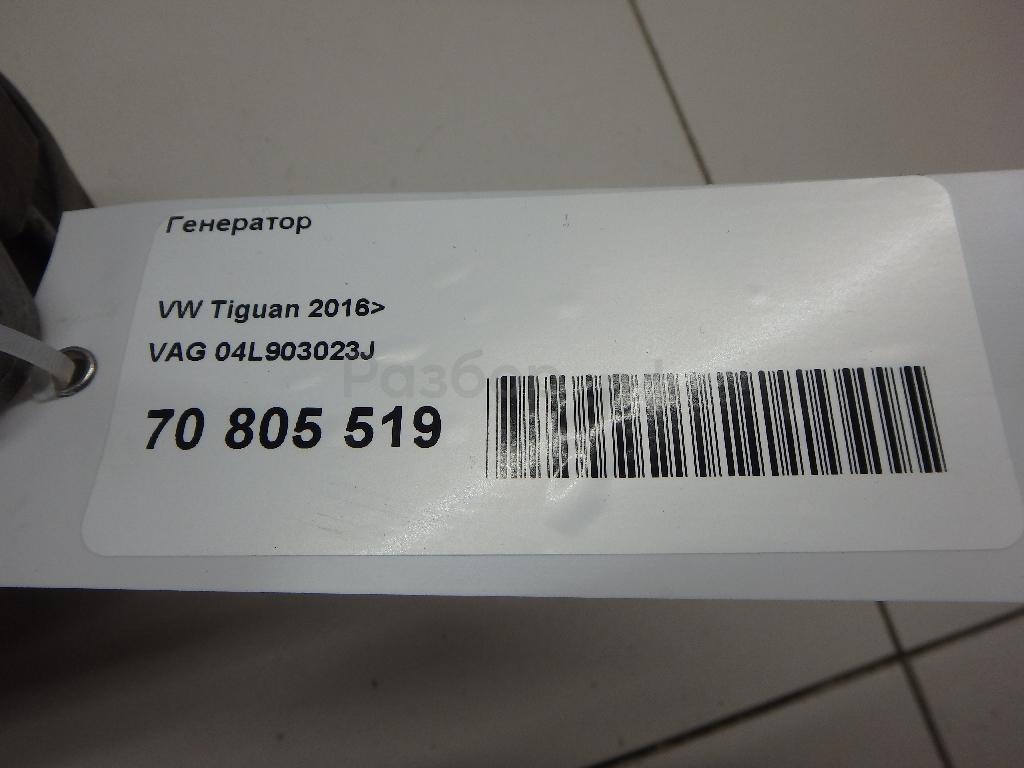 Генератор
VW Tiguan 2016>
VAG 04L903023J
70 805 519